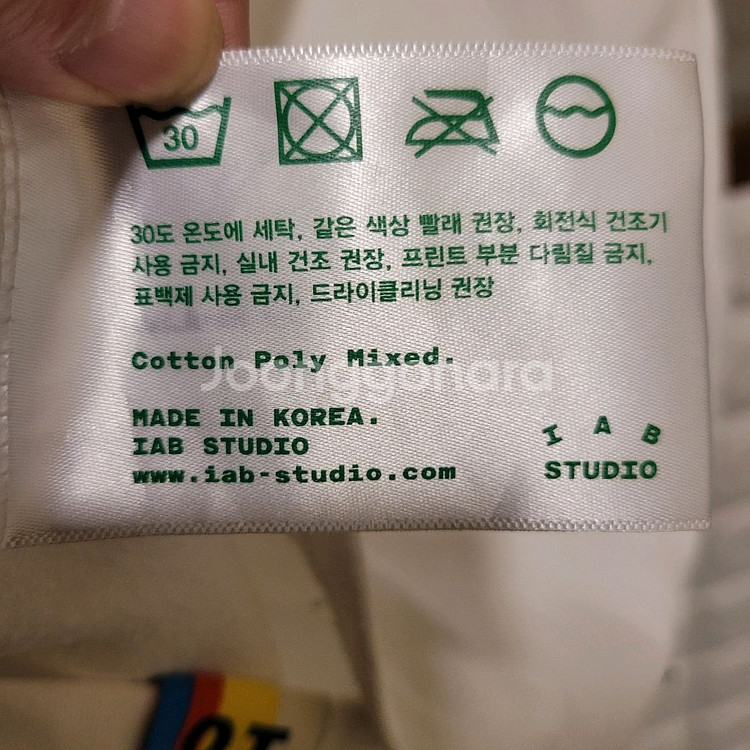 30
30도 온도에 세탁, 같은 색상 빨래 권장, 회전식 건조기
사용 금지, 실내 건조 권장, 프린트 부분 다림질 금지,
표백제 사용 금지, 드라이클리닝 권장
Cotton Poly Mixed.
Joonggonara
MADE IN KOREA.
IAB STUDIO
www.iab-studio.com
I A B
STUDIO